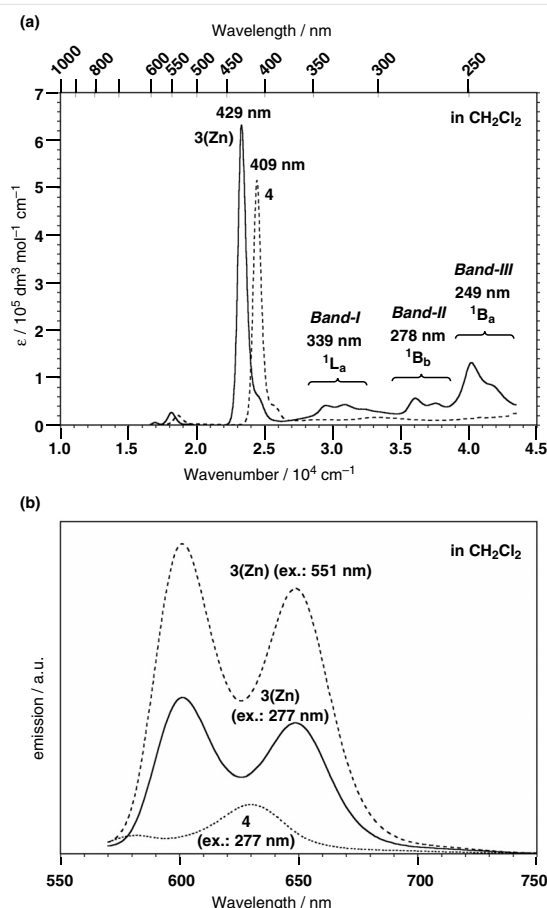 (a)
Wavelength / nm
1000 800 600 550 500 450 400 350 300 250
7
6
5
4
3
2
1
0
ε / 10⁵ dm³ mol⁻¹ cm⁻¹
in CH₂Cl₂
429 nm
3(Zn)
409 nm
4
Band-I
339 nm
¹Lₐ
Band-II
278 nm
¹B_b
Band-III
249 nm
¹Bₐ
1.0 1.5 2.0 2.5 3.0 3.5 4.0 4.5
Wavenumber / 10⁴ cm⁻¹
(b)
in CH₂Cl₂
3(Zn) (ex.: 551 nm)
3(Zn)
(ex.: 277 nm)
4
(ex.: 277 nm)
emission / a.u.
550 600 650 700 750
Wavelength / nm